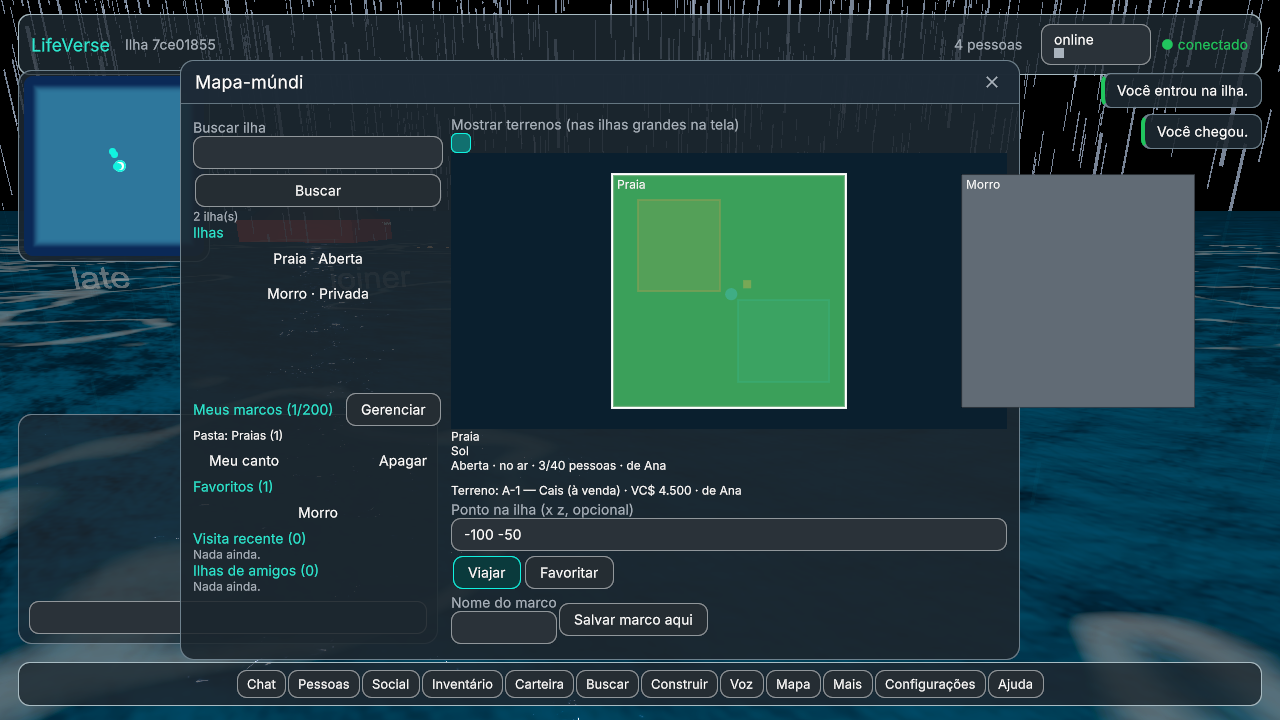 LifeVerse
Ilha 7ce01855
4 pessoas
online
conectado
Mapa-múndi
Você entrou na ilha.
Você chegou.
Buscar ilha
Buscar
2 ilha(s)
Ilhas
Praia · Aberta
Morro · Privada
late
joiner
Meus marcos (1/200)
Gerenciar
Pasta: Praias (1)
Meu canto
Apagar
Favoritos (1)
Morro
Visita recente (0)
Nada ainda.
Ilhas de amigos (0)
Nada ainda.
Mostrar terrenos (nas ilhas grandes na tela)
Praia
Morro
Praia
Sol
Aberta · no ar · 3/40 pessoas · de Ana
Terreno: A-1 — Cais (à venda) · VC$ 4.500 · de Ana
Ponto na ilha (x z, opcional)
-100 -50
Viajar
Favoritar
Nome do marco
Salvar marco aqui
Chat
Pessoas
Social
Inventário
Carteira
Buscar
Construir
Voz
Mapa
Mais
Configurações
Ajuda